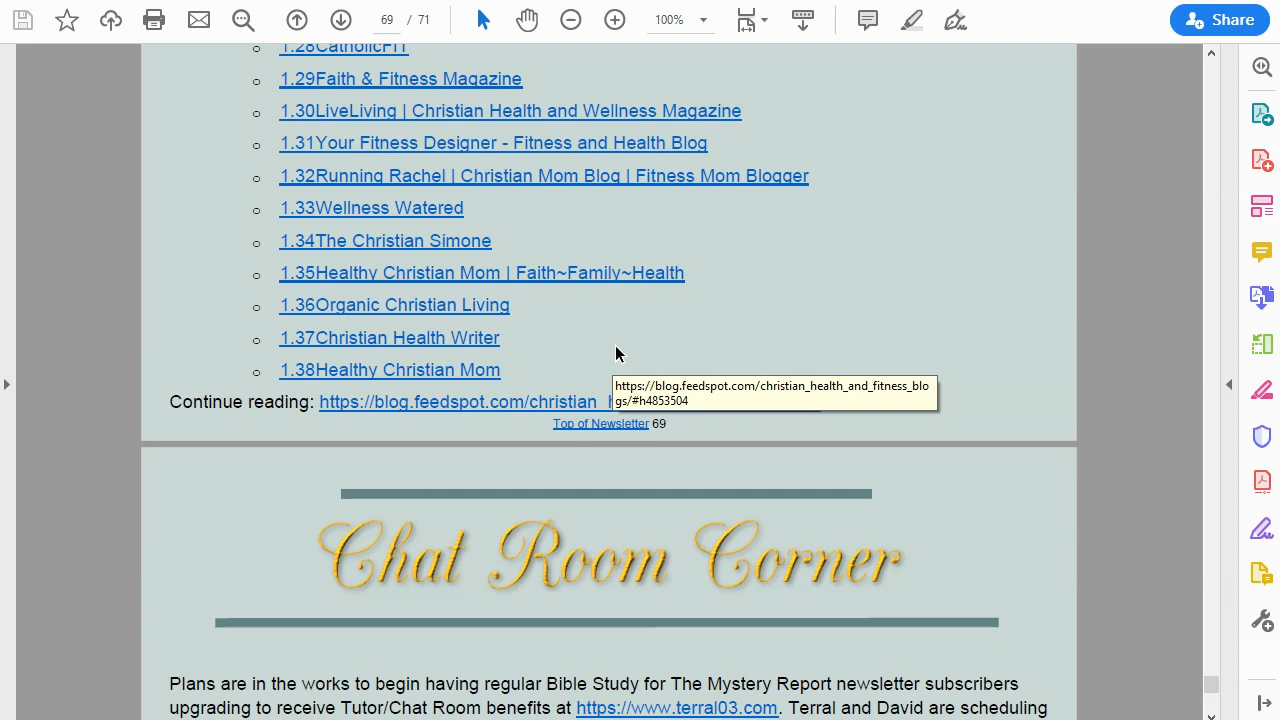 69 / 71
100%
Share
1.28CatholicFIT
1.29Faith & Fitness Magazine
1.30LiveLiving | Christian Health and Wellness Magazine
1.31Your Fitness Designer - Fitness and Health Blog
1.32Running Rachel | Christian Mom Blog | Fitness Mom Blogger
1.33Wellness Watered
1.34The Christian Simone
1.35Healthy Christian Mom | Faith~Family~Health
1.36Organic Christian Living
1.37Christian Health Writer
1.38Healthy Christian Mom
https://blog.feedspot.com/christian_health_and_fitness_blo
gs/#h4853504
Continue reading: https://blog.feedspot.com/christian_h
Top of Newsletter 69
Chat Room Corner
Plans are in the works to begin having regular Bible Study for The Mystery Report newsletter subscribers
upgrading to receive Tutor/Chat Room benefits at https://www.terral03.com. Terral and David are scheduling